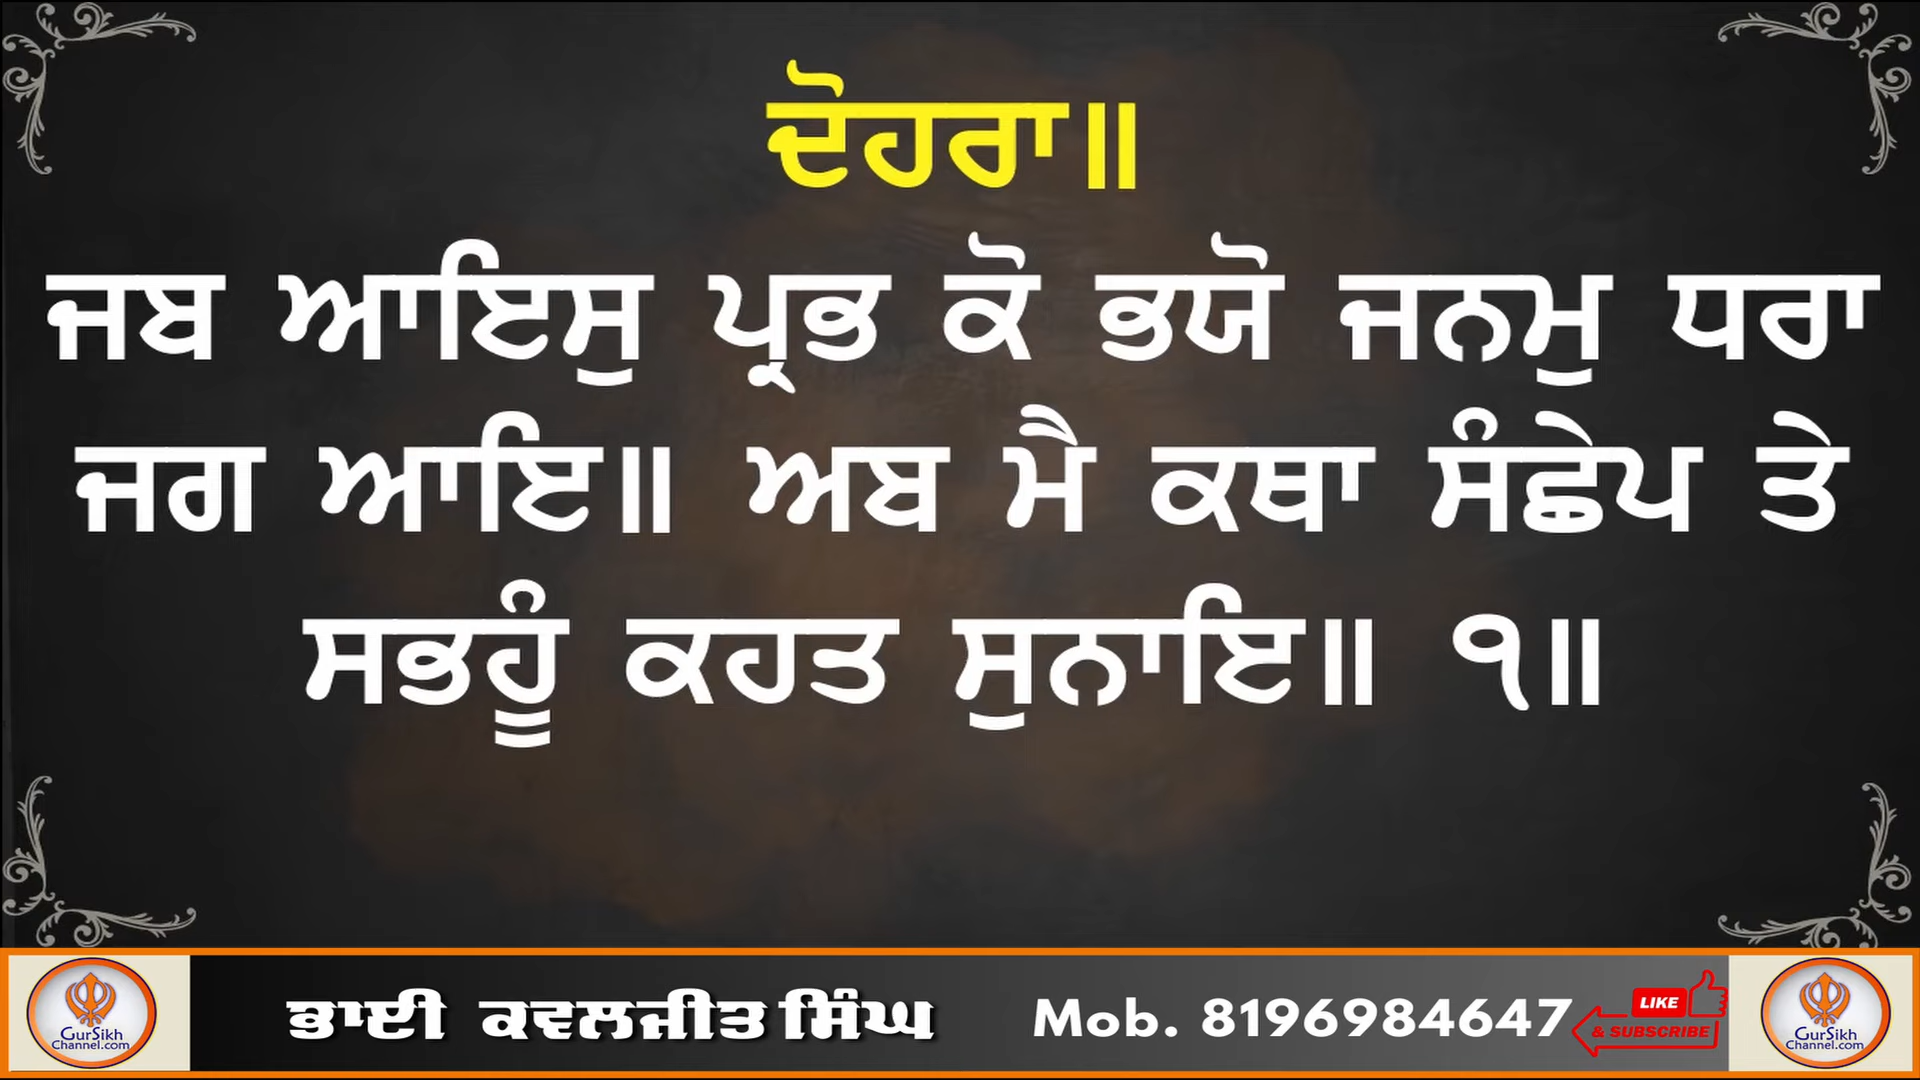 ਦੋਹਰਾ॥
ਜਬ ਆਇਸੁ ਪ੍ਰਭ ਕੋ ਭਯੋ ਜਨਮੁ ਧਰਾ
ਜਗ ਆਇ॥ ਅਬ ਮੈ ਕਥਾ ਸੰਛੇਪ ਤੇ
ਸਭਹੂੰ ਕਹਤ ਸੁਨਾਇ॥ ੧॥
GurSikh
Channel.com
ਭਾਈ ਕਵਲਜੀਤ ਸਿੰਘ
Mob. 8196984647
LIKE
& SUBSCRIBE
GurSikh
Channel.com